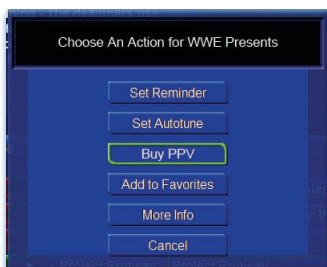 Choose An Action for WWE Presents
Set Reminder
Set Autotune
Buy PPV
Add to Favorites
More Info
Cancel